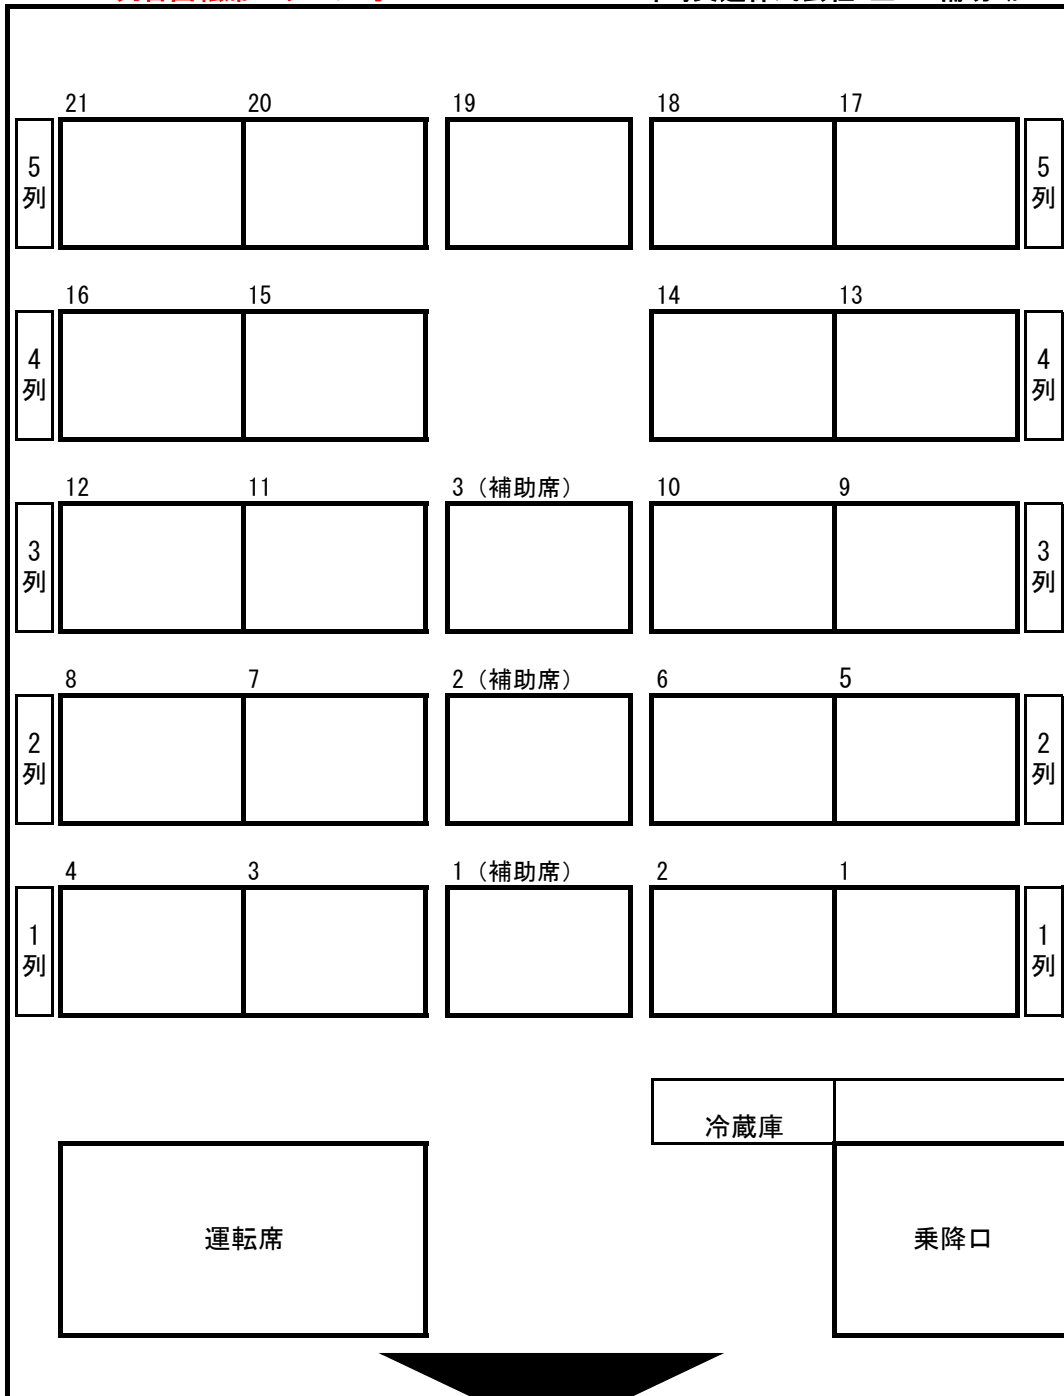 21 20 19 18 17
5列 5列
16 15 14 13
4列 4列
12 11 3（補助席） 10 9
3列 3列
8 7 2（補助席） 6 5
2列 2列
4 3 1（補助席） 2 1
1列 1列
冷蔵庫
運転席 乗降口